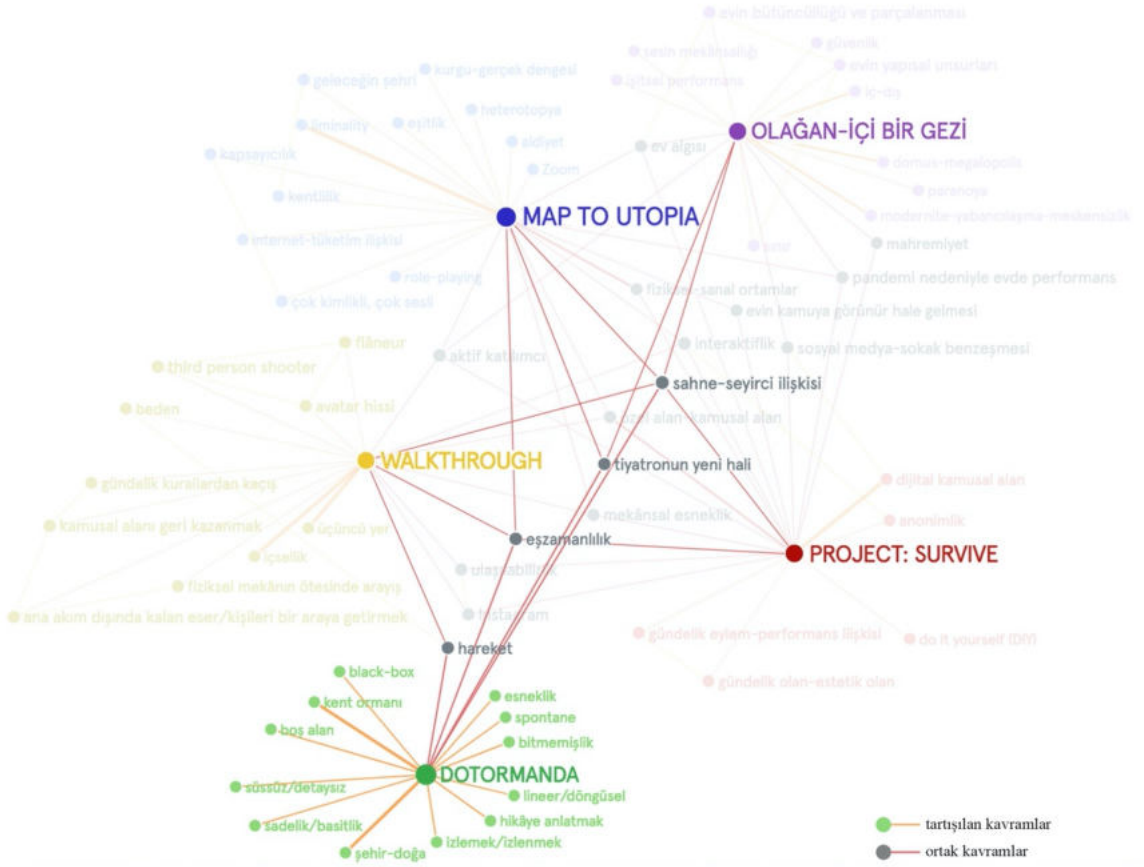 evin bütüncüllüğü ve parçalanması
güvenlik
sesin mekânsallığı
evin yapısal unsurları
işitsel performans
iç-dış
kurgu-gerçek dengesi
geleceğin şehri
heterotopya
liminality
eşitlik
aidiyet
Zoom
kapsayıcılık
kentlilik
internet-tüketim ilişkisi
role-playing
çok kimlikli, çok sesli
OLAĞAN-İÇİ BİR GEZİ
ev algısı
domus-megalopolis
paranoya
modernite-yabancılaşma-meskensizlik
sınır
mahremiyet
MAP TO UTOPIA
pandemi nedeniyle evde performans
fiziksel-sanal ortamlar
evin kamuya görünür hale gelmesi
interaktiflik
sosyal medya-sokak benzeşmesi
aktif katılımcı
sahne-seyirci ilişkisi
özel alan-kamusal alan
flâneur
third person shooter
avatar hissi
beden
WALKTHROUGH
tiyatronun yeni hali
gündelik kurallardan kaçış
kamusal alanı geri kazanmak
üçüncü yer
içsellik
fiziksel mekânın ötesinde arayış
ana akım dışında kalan eser/kişileri bir araya getirmek
mekânsal esneklik
eşzamanlılık
ulaşılabilirlik
Instagram
hareket
dijital kamusal alan
anonimlik
PROJECT: SURVIVE
gündelik eylem-performans ilişkisi
do it yourself (DIY)
gündelik olan-estetik olan
black-box
kent ormanı
boş alan
esneklik
spontane
bitmemişlik
DOTORMANDA
süssüz/detaysız
lineer/döngüsel
sadelik/basitlik
hikâye anlatmak
şehir-doğa
izlemek/izlenmek
tartışılan kavramlar
ortak kavramlar